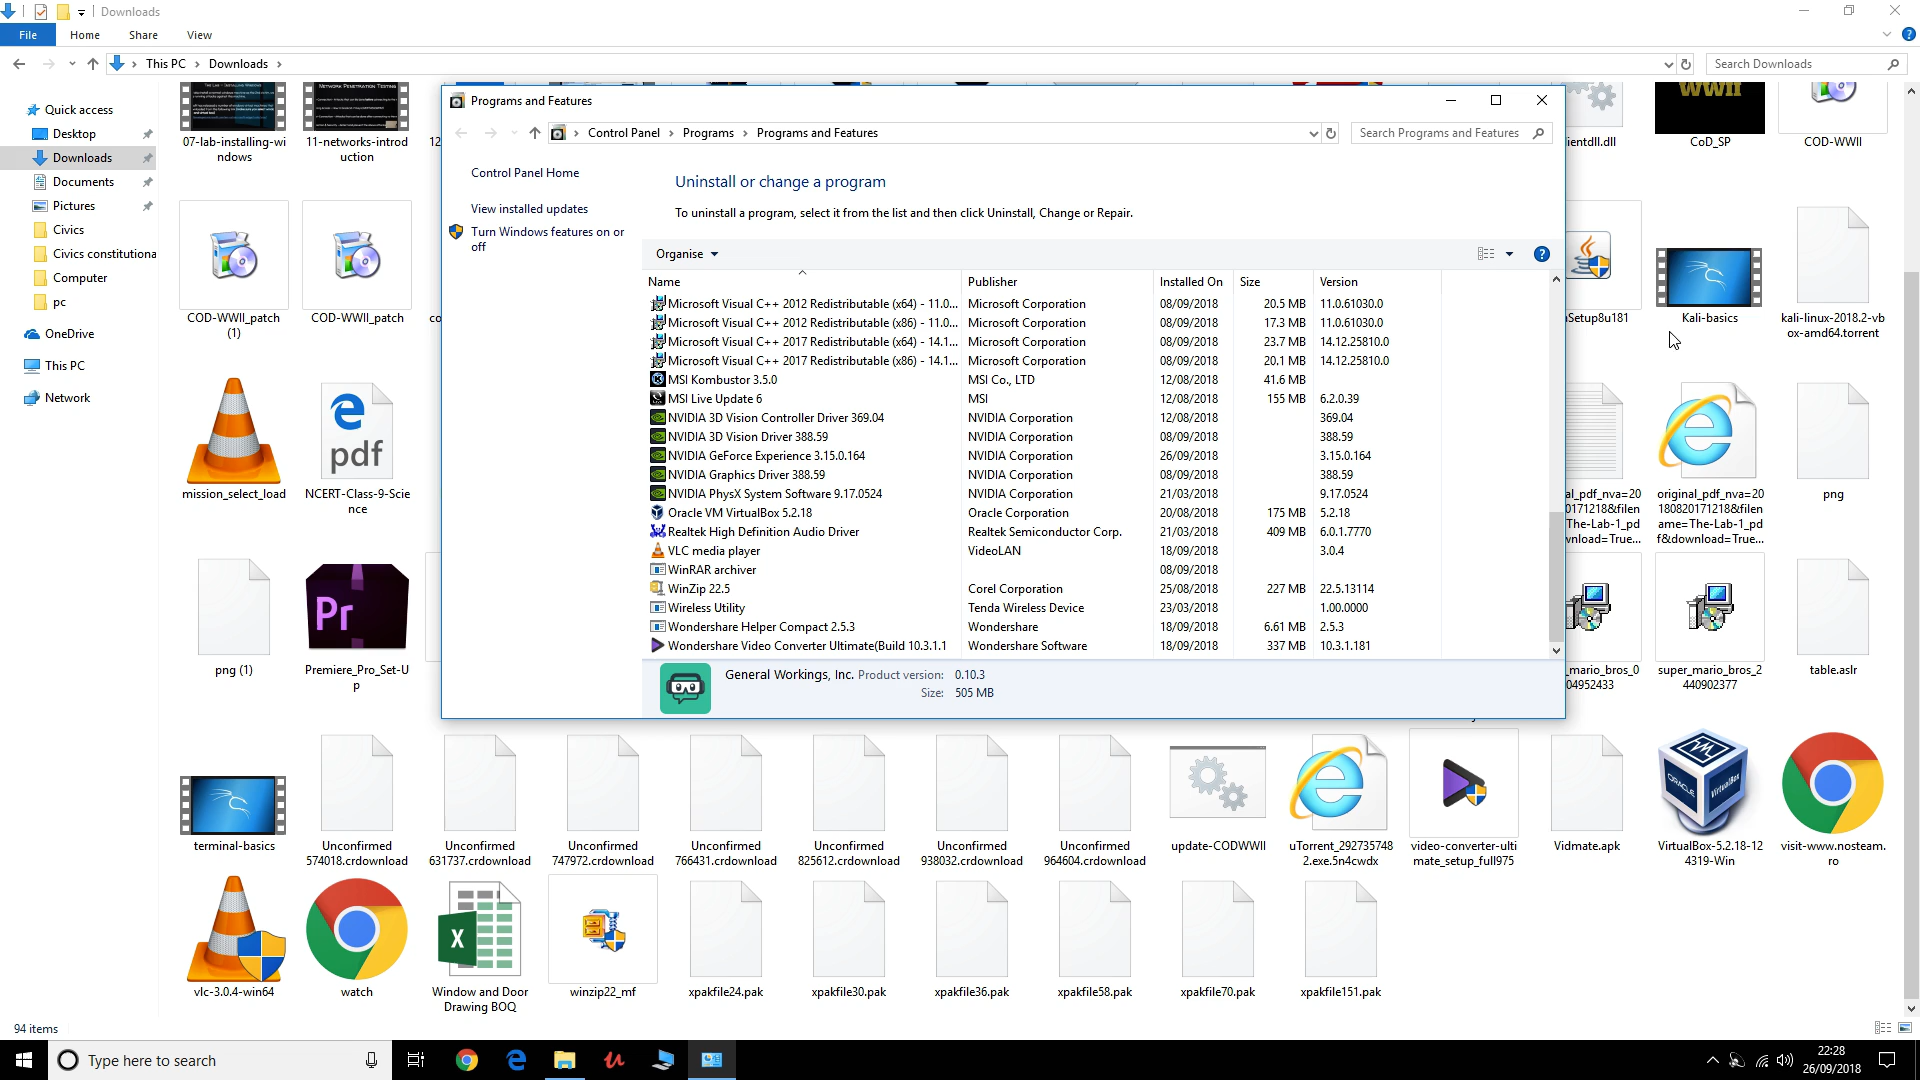 Downloads
File
Home
Share
View
This PC
Downloads
Search Downloads
Quick access
Desktop
Downloads
Documents
Pictures
Civics
Civics constitutiona
Computer
pc
OneDrive
This PC
Network
07-lab-installing-wi
ndows
11-networks-introd
uction
12
COD-WWII_patch
(1)
COD-WWII_patch
co
mission_select_load
NCERT-Class-9-Scie
nce
png (1)
Premiere_Pro_Set-U
p
Programs and Features
Control Panel
Programs
Programs and Features
Search Programs and Features
Control Panel Home
View installed updates
Turn Windows features on or
off
Uninstall or change a program
To uninstall a program, select it from the list and then click Uninstall, Change or Repair.
Organise
Name Publisher Installed On Size Version
Microsoft Visual C++ 2012 Redistributable (x64) - 11.0... Microsoft Corporation 08/09/2018 20.5 MB 11.0.61030.0
Microsoft Visual C++ 2012 Redistributable (x86) - 11.0... Microsoft Corporation 08/09/2018 17.3 MB 11.0.61030.0
Microsoft Visual C++ 2017 Redistributable (x64) - 14.1... Microsoft Corporation 08/09/2018 23.7 MB 14.12.25810.0
Microsoft Visual C++ 2017 Redistributable (x86) - 14.1... Microsoft Corporation 08/09/2018 20.1 MB 14.12.25810.0
MSI Kombustor 3.5.0 MSI Co., LTD 12/08/2018 41.6 MB
MSI Live Update 6 MSI 12/08/2018 155 MB 6.2.0.39
NVIDIA 3D Vision Controller Driver 369.04 NVIDIA Corporation 12/08/2018 369.04
NVIDIA 3D Vision Driver 388.59 NVIDIA Corporation 08/09/2018 388.59
NVIDIA GeForce Experience 3.15.0.164 NVIDIA Corporation 26/09/2018 3.15.0.164
NVIDIA Graphics Driver 388.59 NVIDIA Corporation 08/09/2018 388.59
NVIDIA PhysX System Software 9.17.0524 NVIDIA Corporation 21/03/2018 9.17.0524
Oracle VM VirtualBox 5.2.18 Oracle Corporation 20/08/2018 175 MB 5.2.18
Realtek High Definition Audio Driver Realtek Semiconductor Corp. 21/03/2018 409 MB 6.0.1.7770
VLC media player VideoLAN 18/09/2018 3.0.4
WinRAR archiver 08/09/2018
WinZip 22.5 Corel Corporation 25/08/2018 227 MB 22.5.13114
Wireless Utility Tenda Wireless Device 23/03/2018 1.00.0000
Wondershare Helper Compact 2.5.3 Wondershare 18/09/2018 6.61 MB 2.5.3
Wondershare Video Converter Ultimate(Build 10.3.1.1 Wondershare Software 18/09/2018 337 MB 10.3.1.181
General Workings, Inc. Product version: 0.10.3
Size: 505 MB
ientdll.dll
WWII
CoD_SP
COD-WWII
Setup8u181
Kali-basics
kali-linux-2018.2-vb
ox-amd64.torrent
al_pdf_nva=20
0171218&filen
The-Lab-1_pd
wnload=True...
original_pdf_nva=20
180820171218&filen
ame=The-Lab-1_pd
f&download=True...
png
_mario_bros_0
04952433
super_mario_bros_2
440902377
table.aslr
pdf
Pr
terminal-basics
Unconfirmed
574018.crdownload
Unconfirmed
631737.crdownload
Unconfirmed
747972.crdownload
Unconfirmed
766431.crdownload
Unconfirmed
825612.crdownload
Unconfirmed
938032.crdownload
Unconfirmed
964604.crdownload
update-CODWWII
uTorrent_292735748
2.exe.5n4cwdx
video-converter-ulti
mate_setup_full975
Vidmate.apk
ORACLE
VirtualBox
VirtualBox-5.2.18-12
4319-Win
visit-www.nosteam.
ro
vlc-3.0.4-win64
watch
X
Window and Door
Drawing BOQ
winzip22_mf
xpakfile24.pak
xpakfile30.pak
xpakfile36.pak
xpakfile58.pak
xpakfile70.pak
xpakfile151.pak
94 items
Type here to search
22:28
26/09/2018